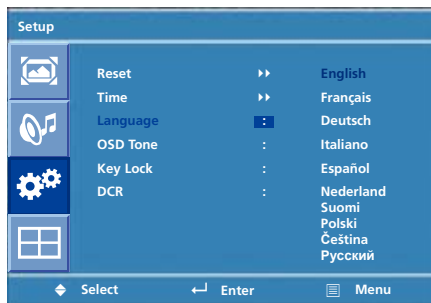 Setup
Reset English
Time Français
Language : Deutsch
OSD Tone : Italiano
Key Lock : Español
DCR : Nederland
Suomi
Polski
Čeština
Русский
Select Enter Menu